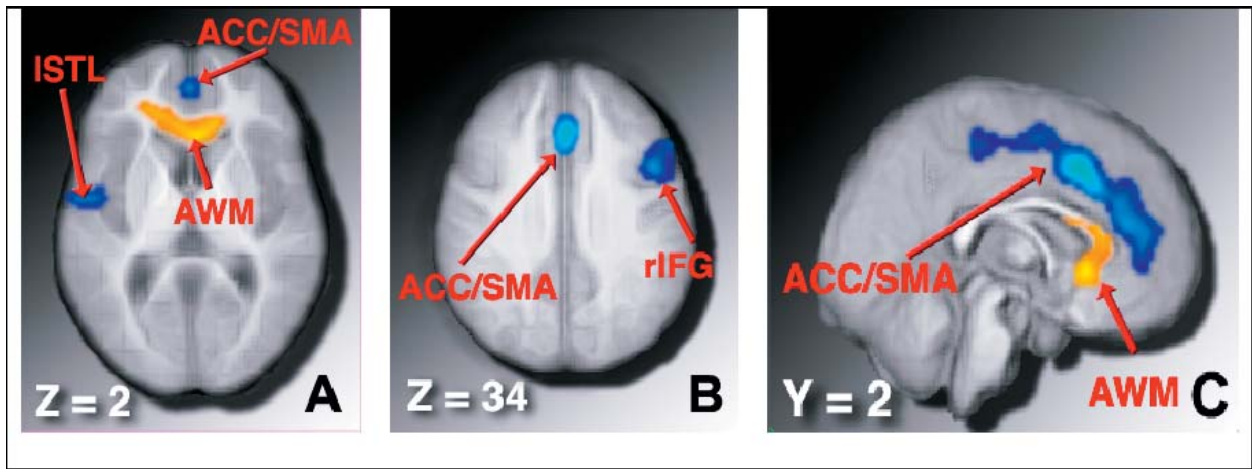 ACC/SMA
lSTL
AWM
Z = 2
A
ACC/SMA
rIFG
Z = 34
B
ACC/SMA
AWM
Y = 2
C